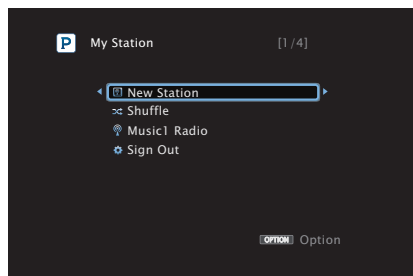 P My Station [1/4]
New Station
Shuffle
Music1 Radio
Sign Out
OPTION Option